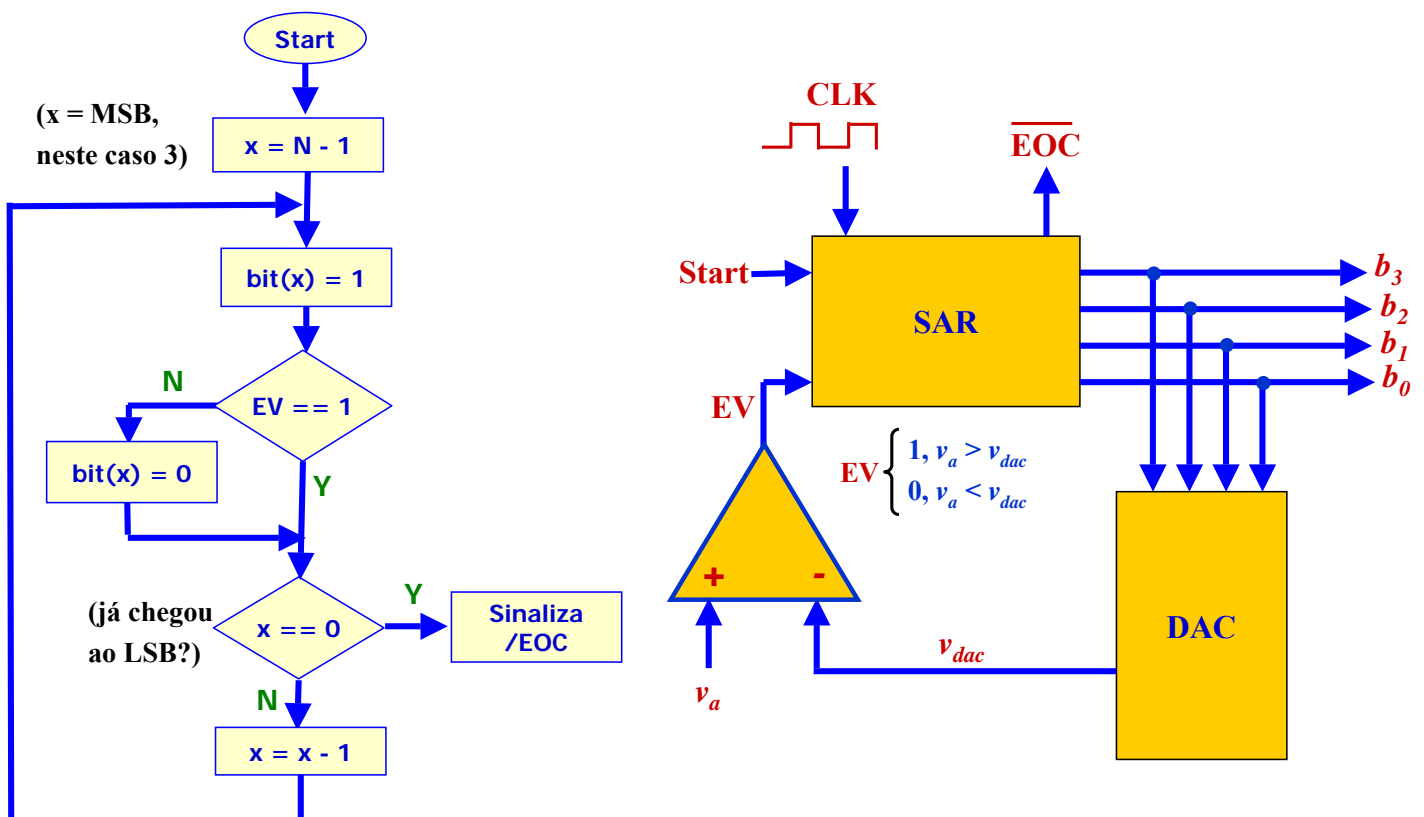 Start
(x = MSB,
neste caso 3)
x = N - 1
bit(x) = 1
N
EV == 1
bit(x) = 0
Y
(já chegou
ao LSB?)
x == 0
Y
Sinaliza
/EOC
N
x = x - 1
CLK
EOC
Start
SAR
b3
b2
b1
b0
EV
EV { 1, va > vdac
0, va < vdac
+ -
va
vdac
DAC